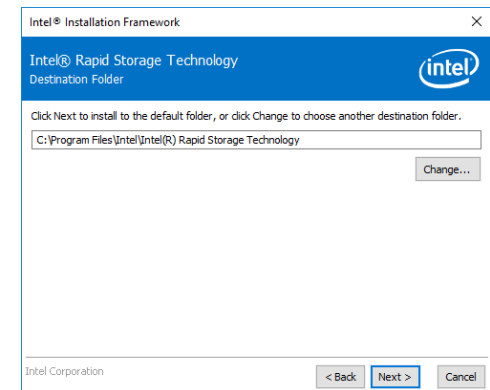 Intel® Installation Framework
Intel® Rapid Storage Technology
Destination Folder
intel
Click Next to install to the default folder, or click Change to choose another destination folder.
C:\Program Files\Intel\Intel(R) Rapid Storage Technology
Change...
Intel Corporation
< Back Next > Cancel